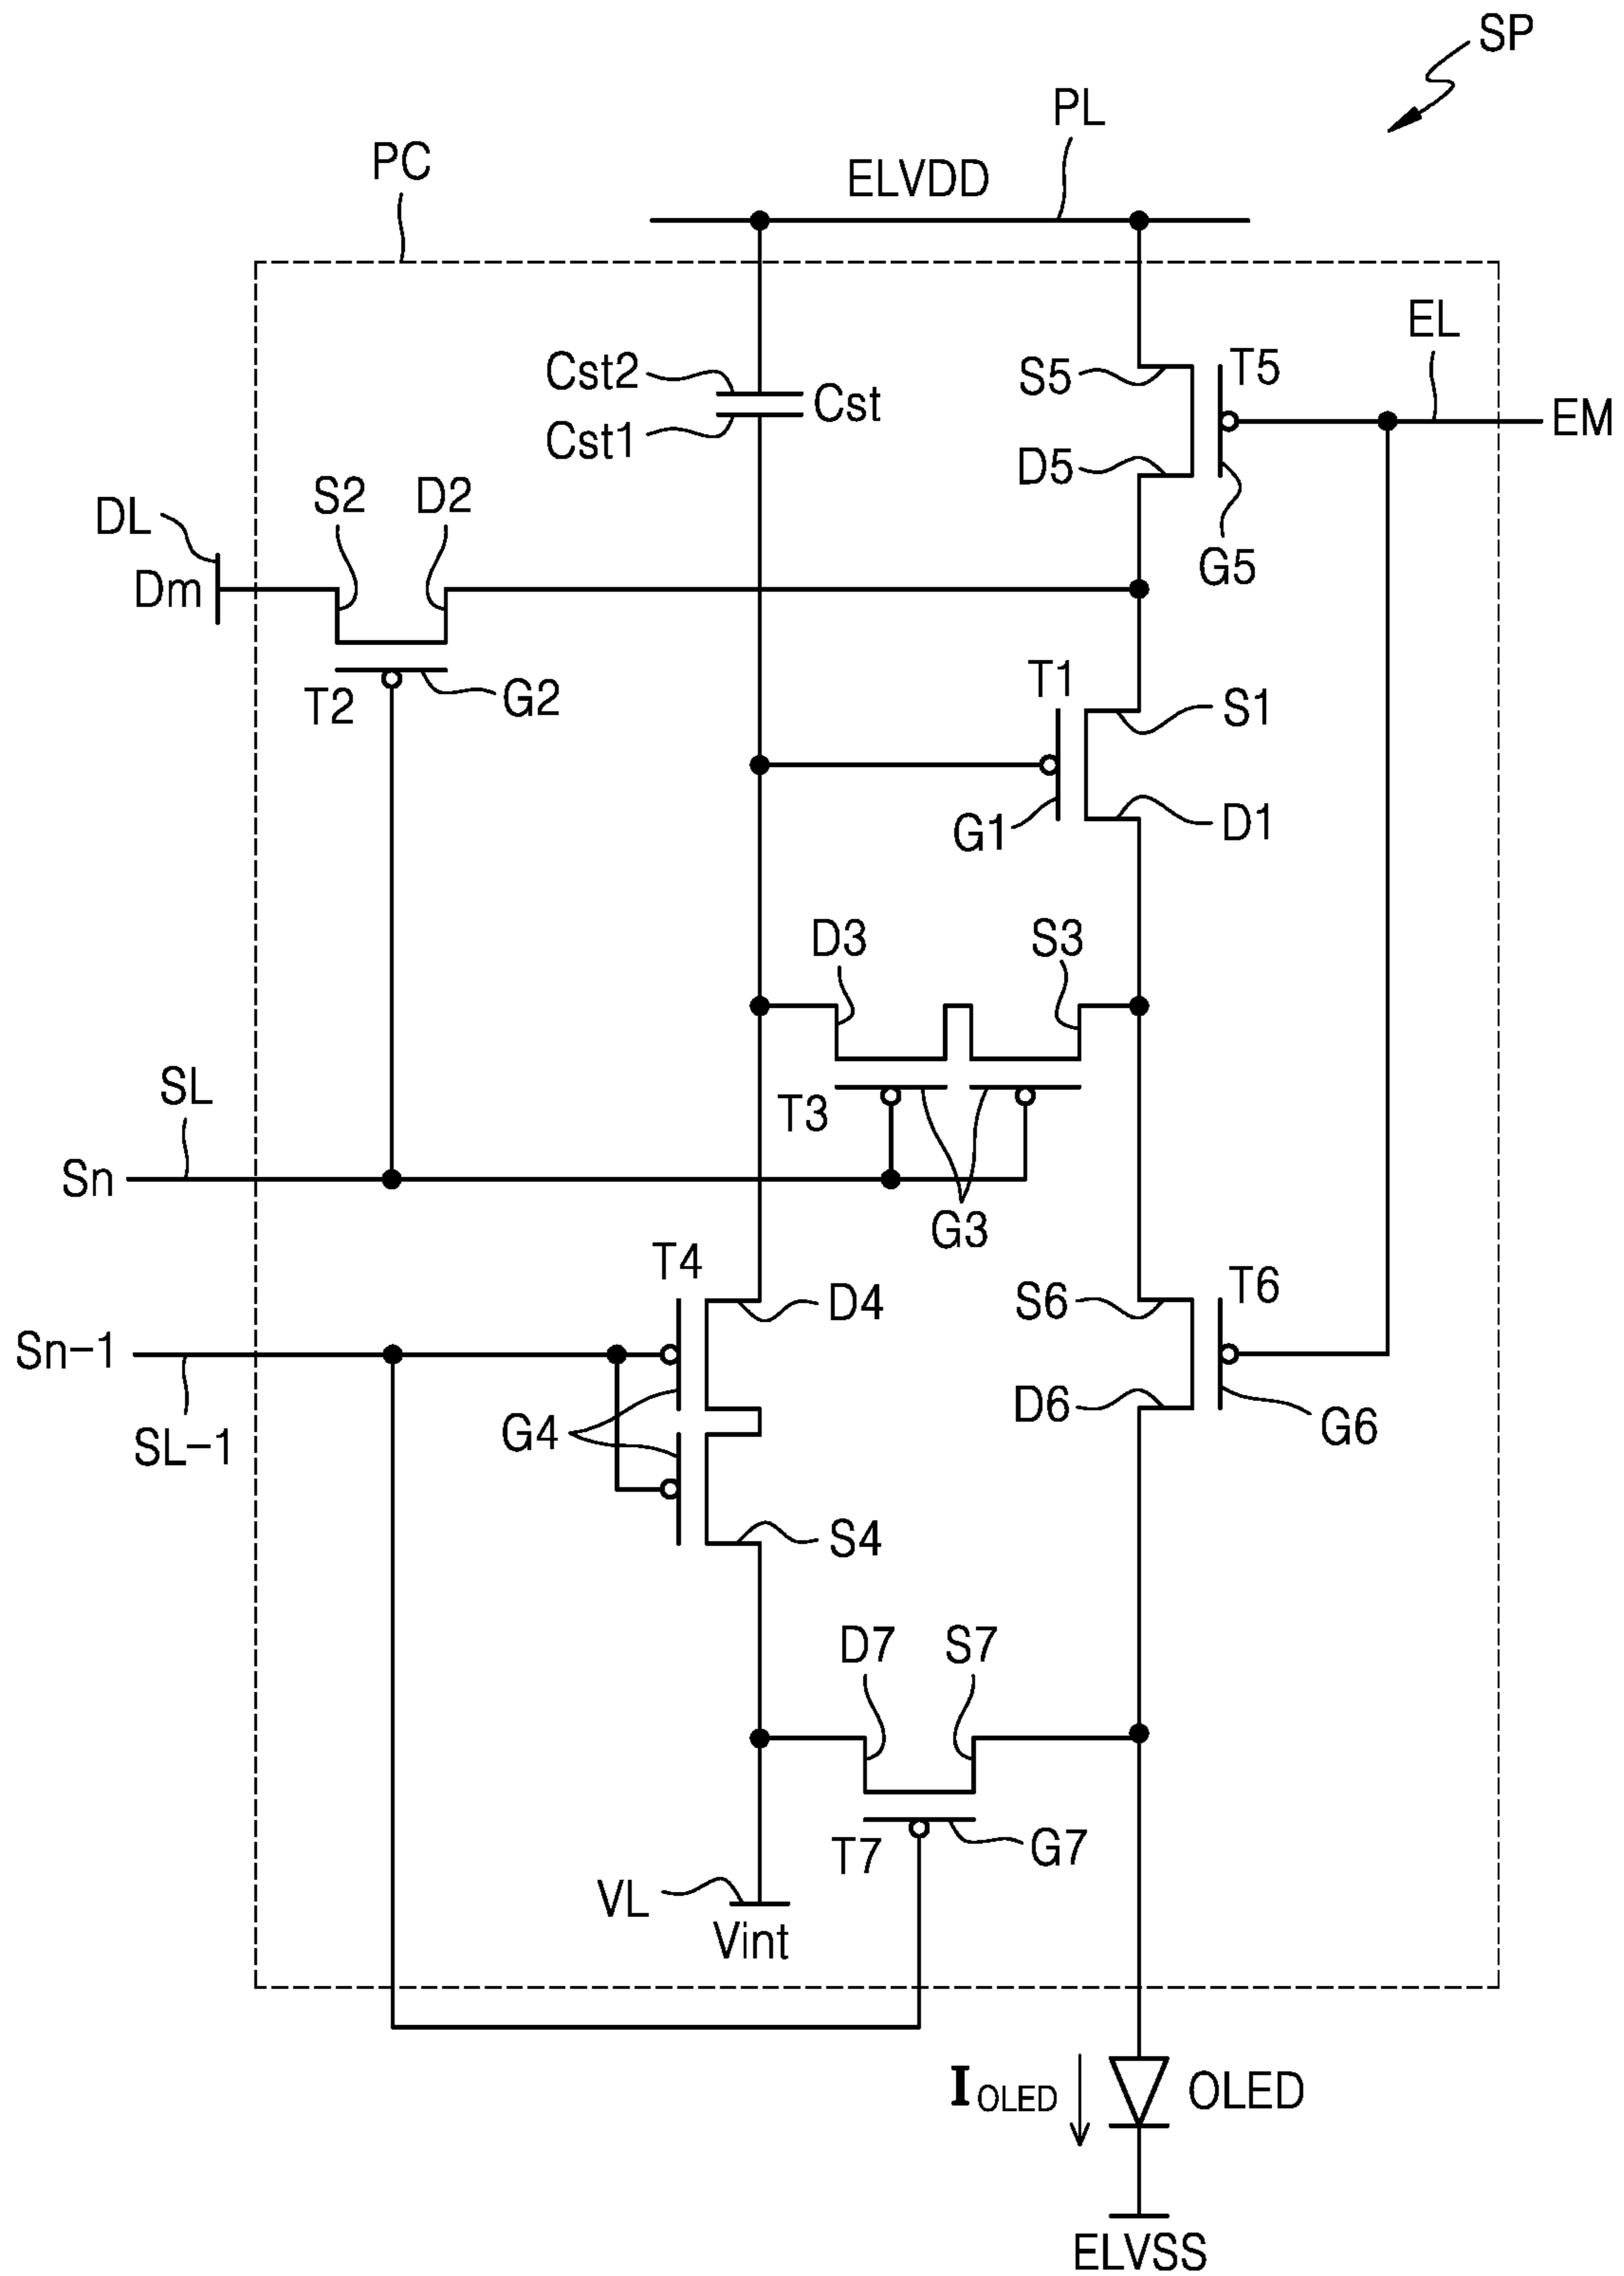 SP
PL
PC
ELVDD
EL
Cst2
Cst
Cst1
S5
T5
EM
D5
G5
S2
D2
DL
Dm
T2
G2
T1
S1
G1
D1
D3
S3
SL
T3
Sn
G3
T4
D4
S6
T6
Sn-1
SL-1
G4
D6
G6
S4
D7
S7
T7
G7
VL
Vint
IOLED
OLED
ELVSS